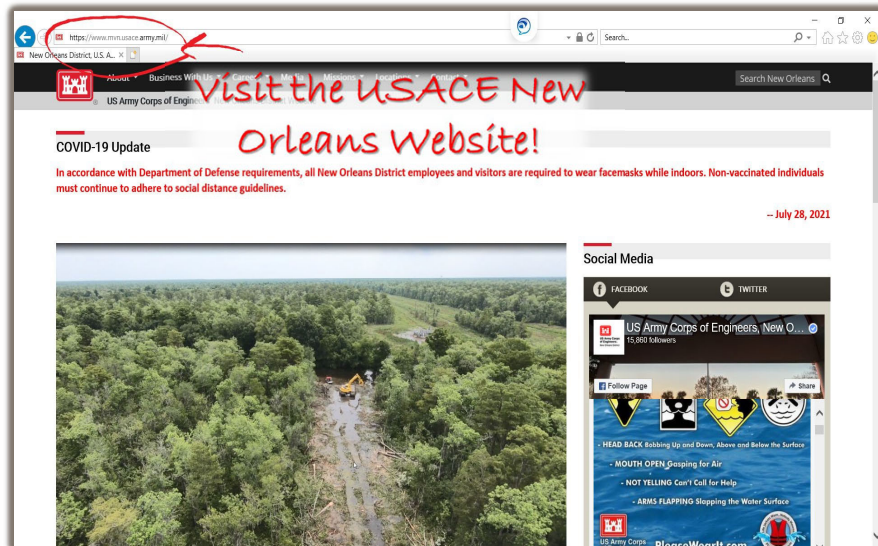 https://www.mvn.usace.army.mil/
Search...
New Orleans District, U.S. A...
About Business With Us Careers Media Missions Locations Contact
Search New Orleans
US Army Corps of Engineers
Visit the USACE New
Orleans Website!
COVID-19 Update
In accordance with Department of Defense requirements, all New Orleans District employees and visitors are required to wear facemasks while indoors. Non-vaccinated individuals
must continue to adhere to social distance guidelines.
-- July 28, 2021
Social Media
FACEBOOK
TWITTER
US Army Corps of Engineers, New O...
15,860 followers
Follow Page
Share
- HEAD BACK Bobbing Up and Down, Above and Below the Surface
- MOUTH OPEN Gasping for Air
- NOT YELLING Can't Call for Help
- ARMS FLAPPING Slapping the Water Surface
US Army Corps
PleaseWearIt.com